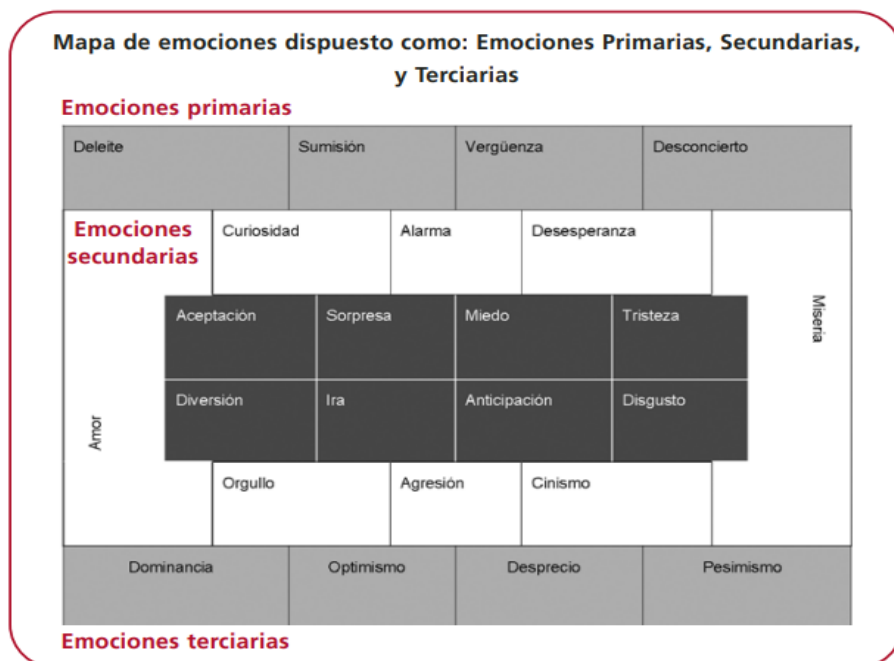 Mapa de emociones dispuesto como: Emociones Primarias, Secundarias,
y Terciarias
Emociones primarias
Deleite
Sumisión
Vergüenza
Desconcierto
Emociones
secundarias
Curiosidad
Alarma
Desesperanza
Miseria
Aceptación
Sorpresa
Miedo
Tristeza
Amor
Diversión
Ira
Anticipación
Disgusto
Orgullo
Agresión
Cinismo
Dominancia
Optimismo
Desprecio
Pesimismo
Emociones terciarias